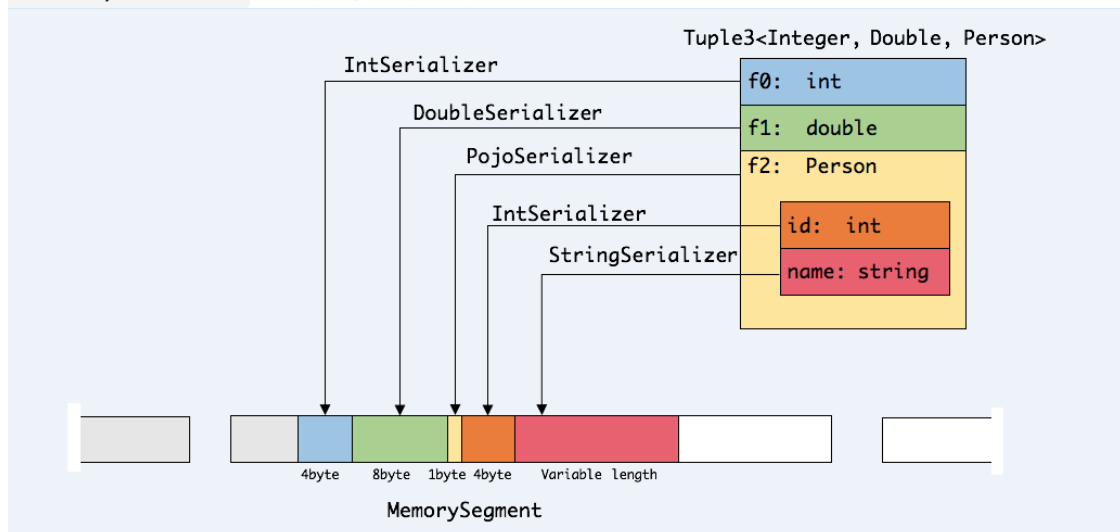 Tuple3<Integer, Double, Person>
IntSerializer
f0: int
DoubleSerializer
f1: double
PojoSerializer
f2: Person
IntSerializer
id: int
StringSerializer
name: string
4byte 8byte 1byte 4byte Variable length
MemorySegment